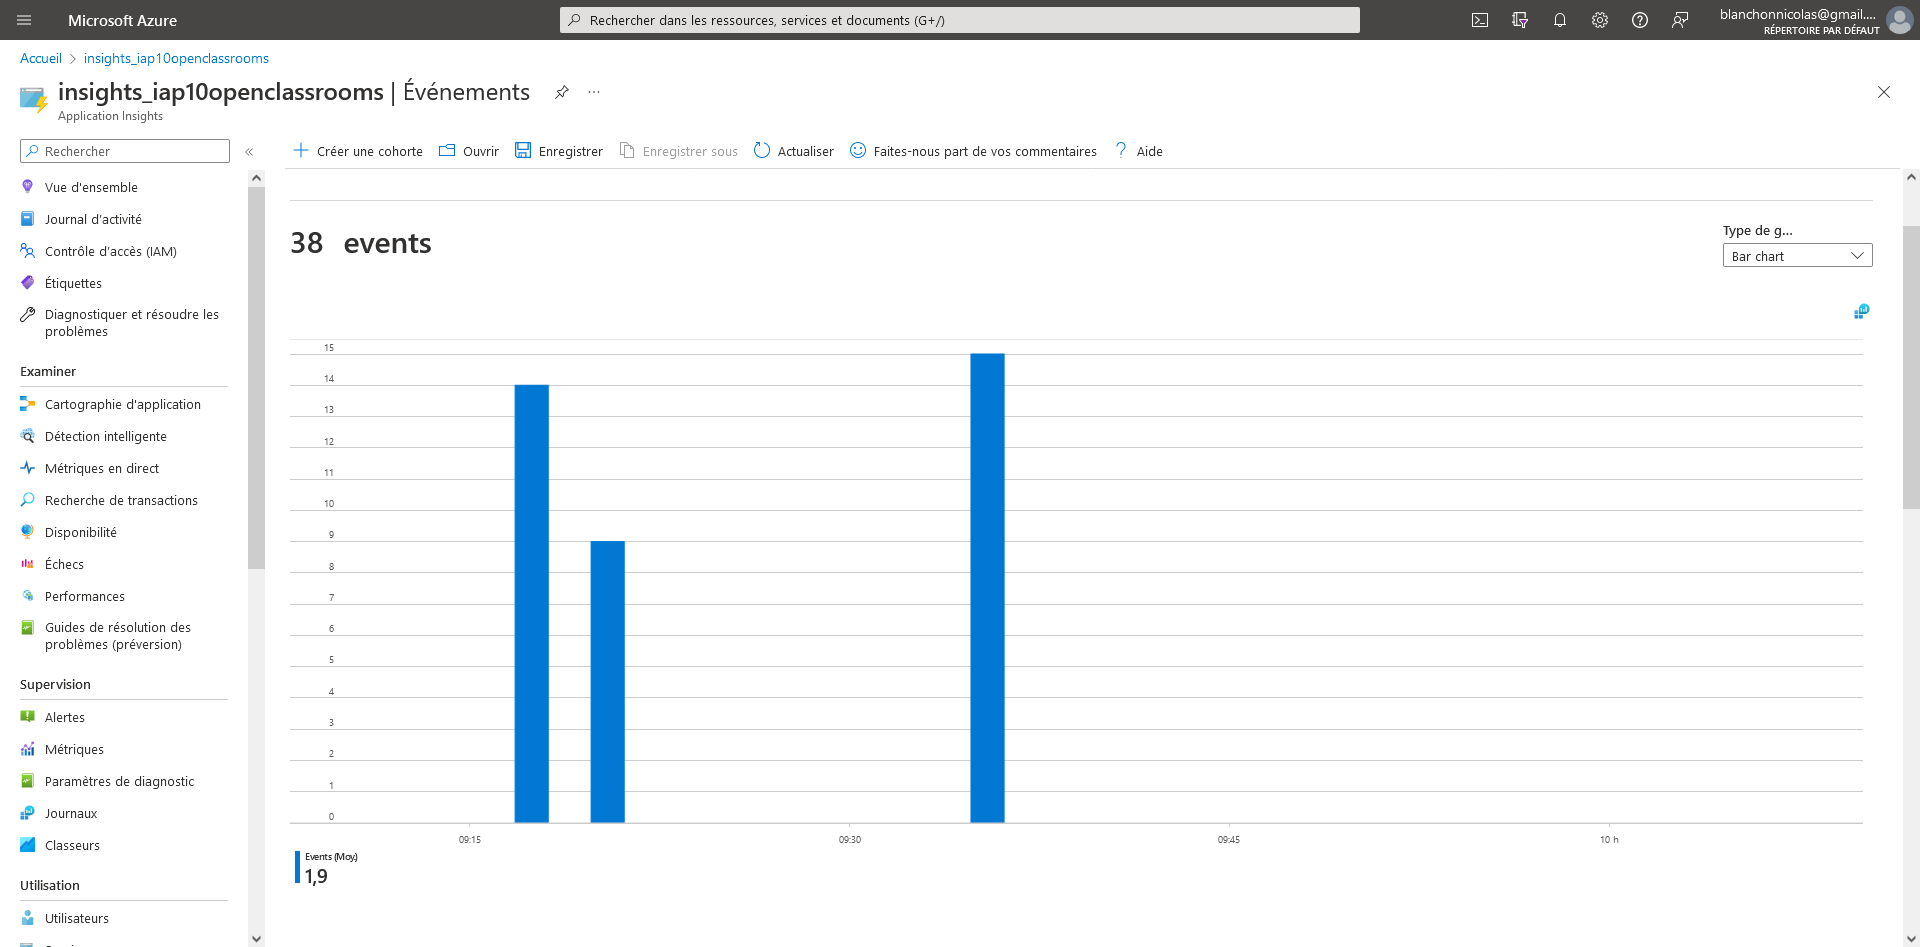 Microsoft Azure
Rechercher dans les ressources, services et documents (G+/)
blanchonnicolas@gmail....
RÉPERTOIRE PAR DÉFAUT
Accueil
insights_iap10openclassrooms
insights_iap10openclassrooms | Événements
...
Application Insights
Rechercher
«
Créer une cohorte
Ouvrir
Enregistrer
Enregistrer sous
Actualiser
Faites-nous part de vos commentaires
Aide
Vue d'ensemble
Journal d'activité
Contrôle d'accès (IAM)
Étiquettes
Diagnostiquer et résoudre les
problèmes
Examiner
Cartographie d'application
Détection intelligente
Métriques en direct
Recherche de transactions
Disponibilité
Échecs
Performances
Guides de résolution des
problèmes (préversion)
Supervision
Alertes
Métriques
Paramètres de diagnostic
Journaux
Classeurs
Utilisation
Utilisateurs
38 events
Type de g...
Bar chart
15
14
13
12
11
10
9
8
7
6
5
4
3
2
1
0
09:15
09:30
09:45
10 h
Events (Moy.)
1,9